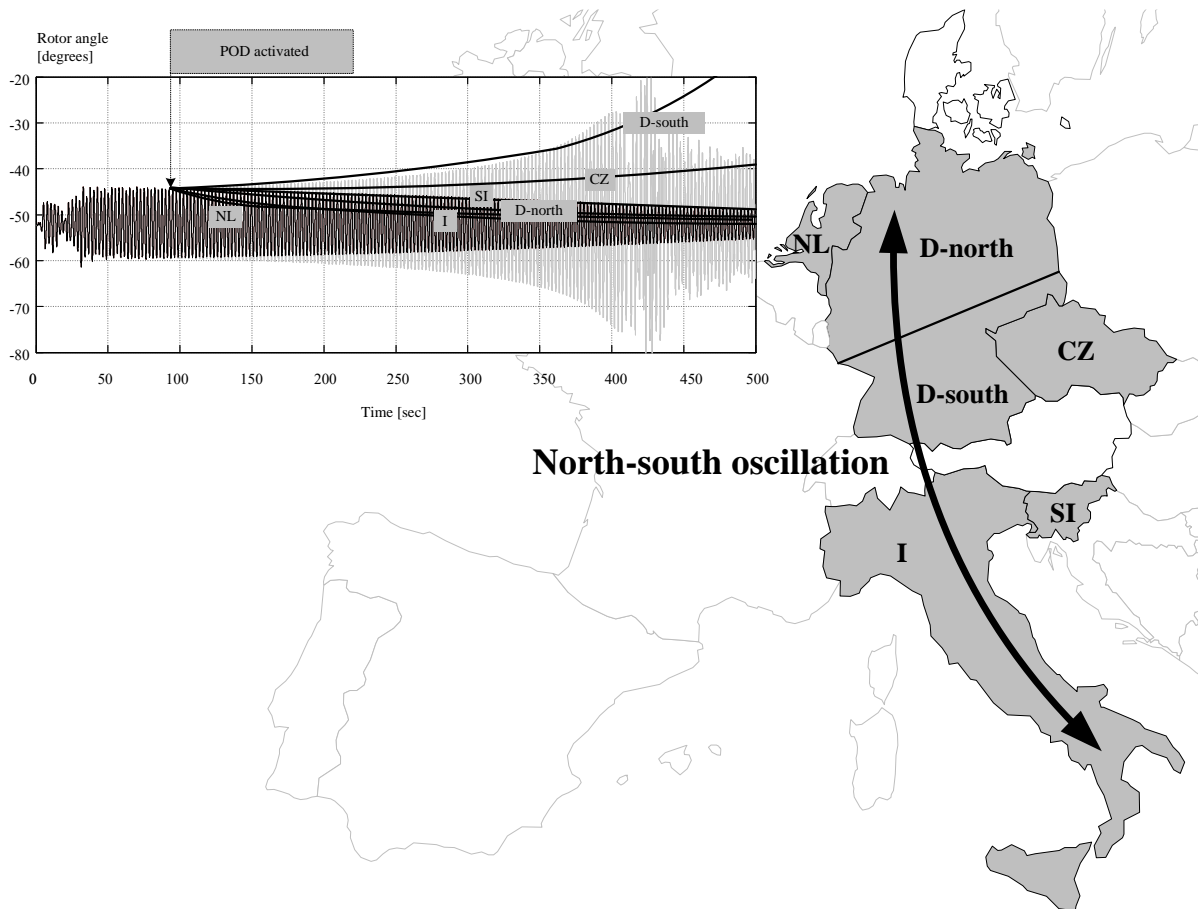 Rotor angle
[degrees]
POD activated
-20
-30
-40
-50
-60
-70
-80
D-south
CZ
SI
D-north
NL
I
0
50
100
150
200
250
300
350
400
450
500
Time [sec]
NL
D-north
CZ
D-south
North-south oscillation
SI
I